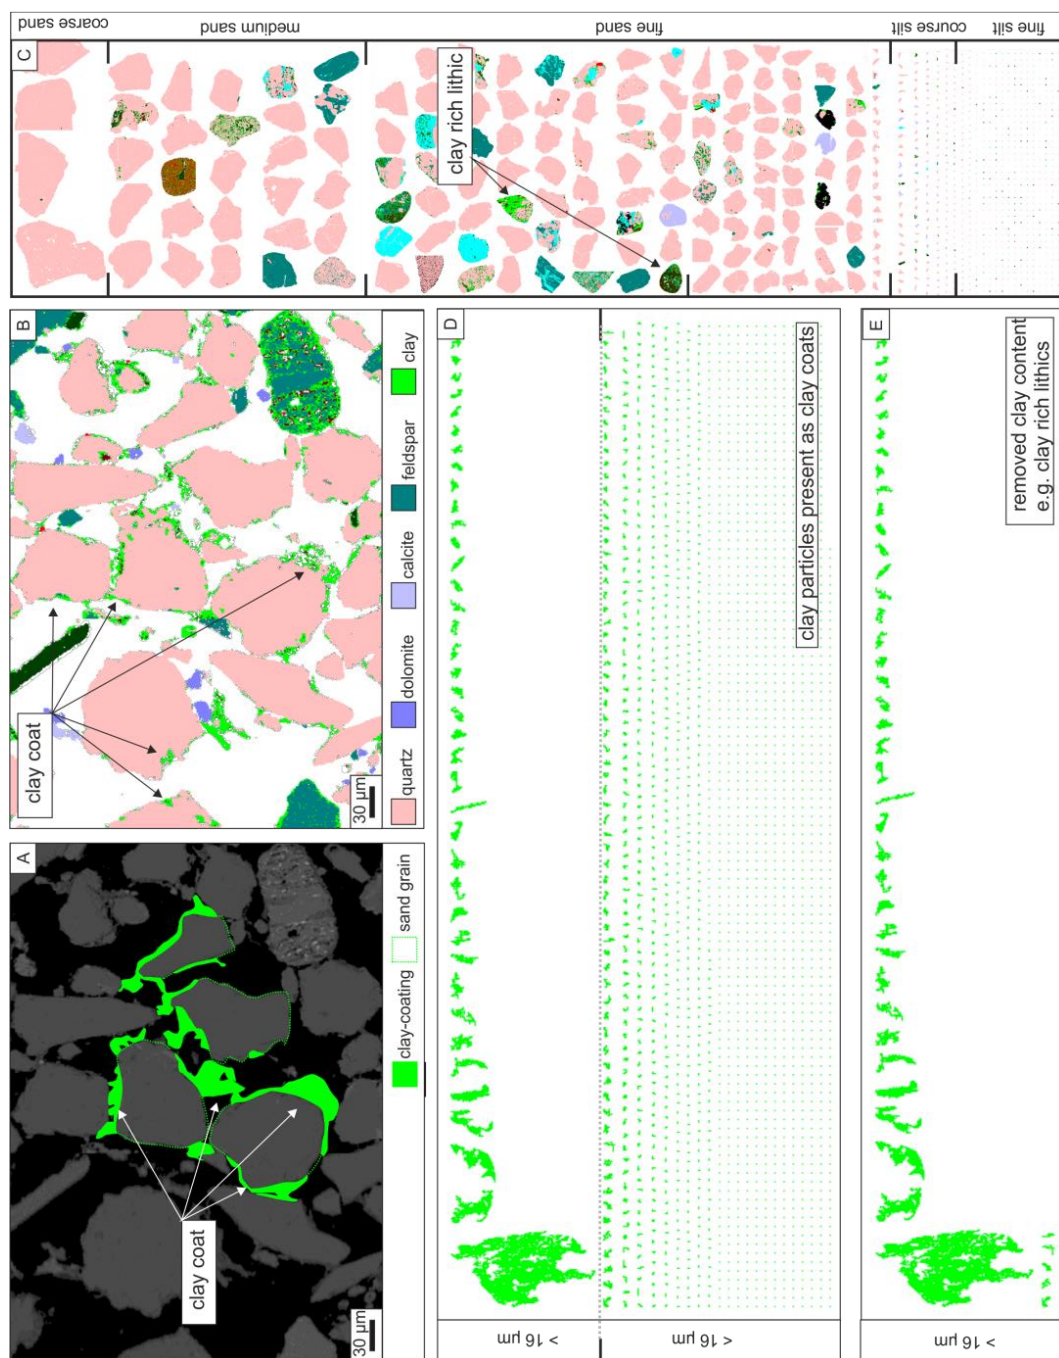 A
clay coat
30 µm
clay-coating
sand grain
B
clay coat
30 µm
quartz
dolomite
calcite
feldspar
clay
C
clay rich lithic
coarse sand
medium sand
fine sand
course silt
fine silt
D
> 16 µm
< 16 µm
clay particles present as clay coats
E
> 16 µm
removed clay content
e.g. clay rich lithics